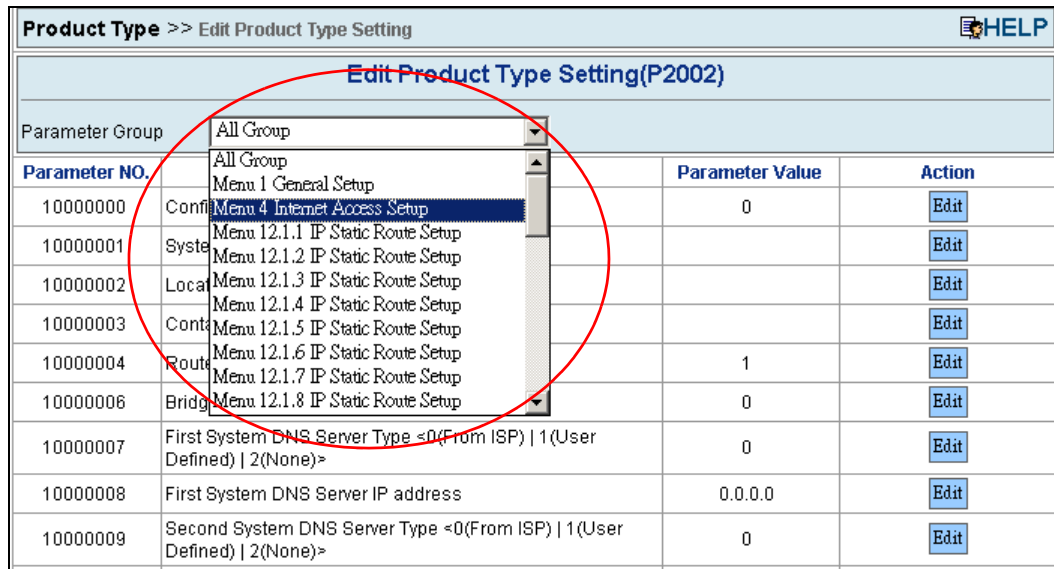 Product Type >> Edit Product Type Setting
HELP
Edit Product Type Setting(P2002)
Parameter Group
All Group
Parameter NO.
Parameter Value
Action
All Group
Menu 1 General Setup
Menu 4 Internet Access Setup
Menu 12.1.1 IP Static Route Setup
Menu 12.1.2 IP Static Route Setup
Menu 12.1.3 IP Static Route Setup
Menu 12.1.4 IP Static Route Setup
Menu 12.1.5 IP Static Route Setup
Menu 12.1.6 IP Static Route Setup
Menu 12.1.7 IP Static Route Setup
Menu 12.1.8 IP Static Route Setup
10000000 Confi 0 Edit
10000001 Syste Edit
10000002 Locat Edit
10000003 Conta Edit
10000004 Route 1 Edit
10000006 Bridg 0 Edit
10000007 First System DNS Server Type <0(From ISP) | 1(User
Defined) | 2(None)> 0 Edit
10000008 First System DNS Server IP address 0.0.0.0 Edit
10000009 Second System DNS Server Type <0(From ISP) | 1(User
Defined) | 2(None)> 0 Edit